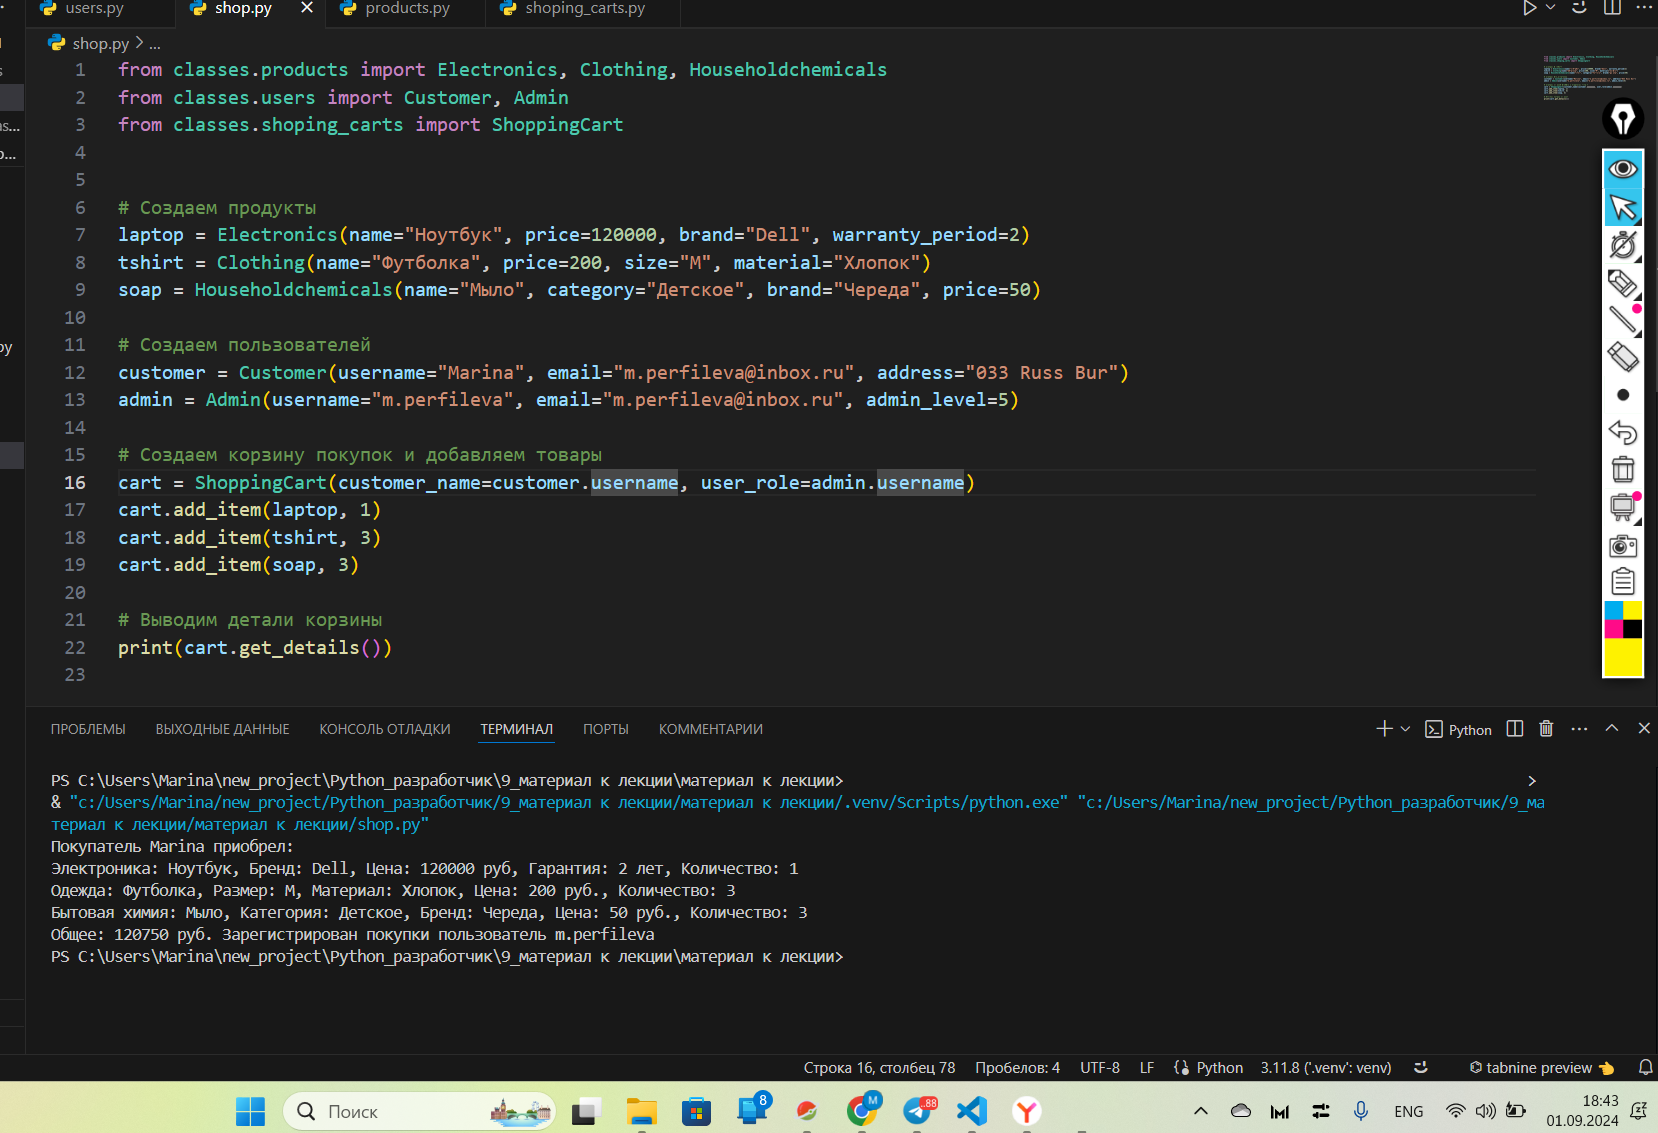 users.py shop.py products.py shoping_carts.py
shop.py > ...
1 from classes.products import Electronics, Clothing, Householdchemicals
2 from classes.users import Customer, Admin
3 from classes.shoping_carts import ShoppingCart
4
5
6 # Создаем продукты
7 laptop = Electronics(name="Ноутбук", price=120000, brand="Dell", warranty_period=2)
8 tshirt = Clothing(name="Футболка", price=200, size="M", material="Хлопок")
9 soap = Householdchemicals(name="Мыло", category="Детское", brand="Череда", price=50)
10
11 # Создаем пользователей
12 customer = Customer(username="Marina", email="m.perfileva@inbox.ru", address="033 Russ Bur")
13 admin = Admin(username="m.perfileva", email="m.perfileva@inbox.ru", admin_level=5)
14
15 # Создаем корзину покупок и добавляем товары
16 cart = ShoppingCart(customer_name=customer.username, user_role=admin.username)
17 cart.add_item(laptop, 1)
18 cart.add_item(tshirt, 3)
19 cart.add_item(soap, 3)
20
21 # Выводим детали корзины
22 print(cart.get_details())
23
ПРОБЛЕМЫ ВЫХОДНЫЕ ДАННЫЕ КОНСОЛЬ ОТЛАДКИ ТЕРМИНАЛ ПОРТЫ КОММЕНТАРИИ Python
PS C:\Users\Marina\new_project\Python_разработчик\9_материал к лекции\материал к лекции> >
& "c:/Users/Marina/new_project/Python_разработчик/9_материал к лекции/материал к лекции/.venv/Scripts/python.exe" "c:/Users/Marina/new_project/Python_разработчик/9_ма
териал к лекции/материал к лекции/shop.py"
Покупатель Marina приобрел:
Электроника: Ноутбук, Бренд: Dell, Цена: 120000 руб, Гарантия: 2 лет, Количество: 1
Одежда: Футболка, Размер: M, Материал: Хлопок, Цена: 200 руб., Количество: 3
Бытовая химия: Мыло, Категория: Детское, Бренд: Череда, Цена: 50 руб., Количество: 3
Общее: 120750 руб. Зарегистрирован покупки пользователь m.perfileva
PS C:\Users\Marina\new_project\Python_разработчик\9_материал к лекции\материал к лекции>
Строка 16, столбец 78 Пробелов: 4 UTF-8 LF Python 3.11.8 ('.venv': venv) tabnine preview
Поиск 8 M 88 ENG 18:43
01.09.2024